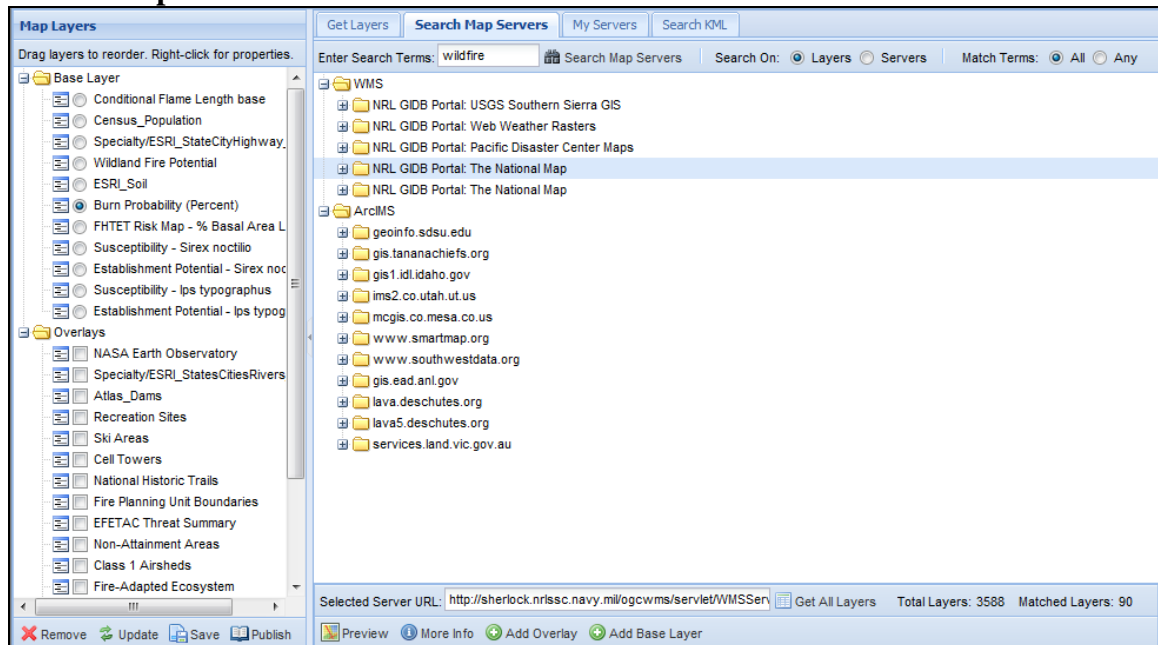 Map Layers
Drag layers to reorder. Right-click for properties.
Base Layer
Conditional Flame Length base
Census_Population
Specialty/ESRI_StateCityHighway_
Wildland Fire Potential
ESRI_Soil
Burn Probability (Percent)
FHTET Risk Map - % Basal Area L
Susceptibility - Sirex noctilio
Establishment Potential - Sirex noc
Susceptibility - Ips typographus
Establishment Potential - Ips typog
Overlays
NASA Earth Observatory
Specialty/ESRI_StatesCitiesRivers
Atlas_Dams
Recreation Sites
Ski Areas
Cell Towers
National Historic Trails
Fire Planning Unit Boundaries
EFETAC Threat Summary
Non-Attainment Areas
Class 1 Airsheds
Fire-Adapted Ecosystem
Remove Update Save Publish
Get Layers Search Map Servers My Servers Search KML
Enter Search Terms: wildfire Search Map Servers Search On: Layers Servers Match Terms: All Any
WMS
NRL GIDB Portal: USGS Southern Sierra GIS
NRL GIDB Portal: Web Weather Rasters
NRL GIDB Portal: Pacific Disaster Center Maps
NRL GIDB Portal: The National Map
NRL GIDB Portal: The National Map
ArcIMS
geoinfo.sdsu.edu
gis.tananachiefs.org
gis1.idl.idaho.gov
ims2.co.utah.ut.us
mcgis.co.mesa.co.us
www.smartmap.org
www.southwestdata.org
gis.ead.anl.gov
lava.deschutes.org
lava5.deschutes.org
services.land.vic.gov.au
Selected Server URL: http://sherlock.nrlssc.navy.mil/ogcwms/servlet/WMSServ Get All Layers Total Layers: 3588 Matched Layers: 90
Preview More Info Add Overlay Add Base Layer